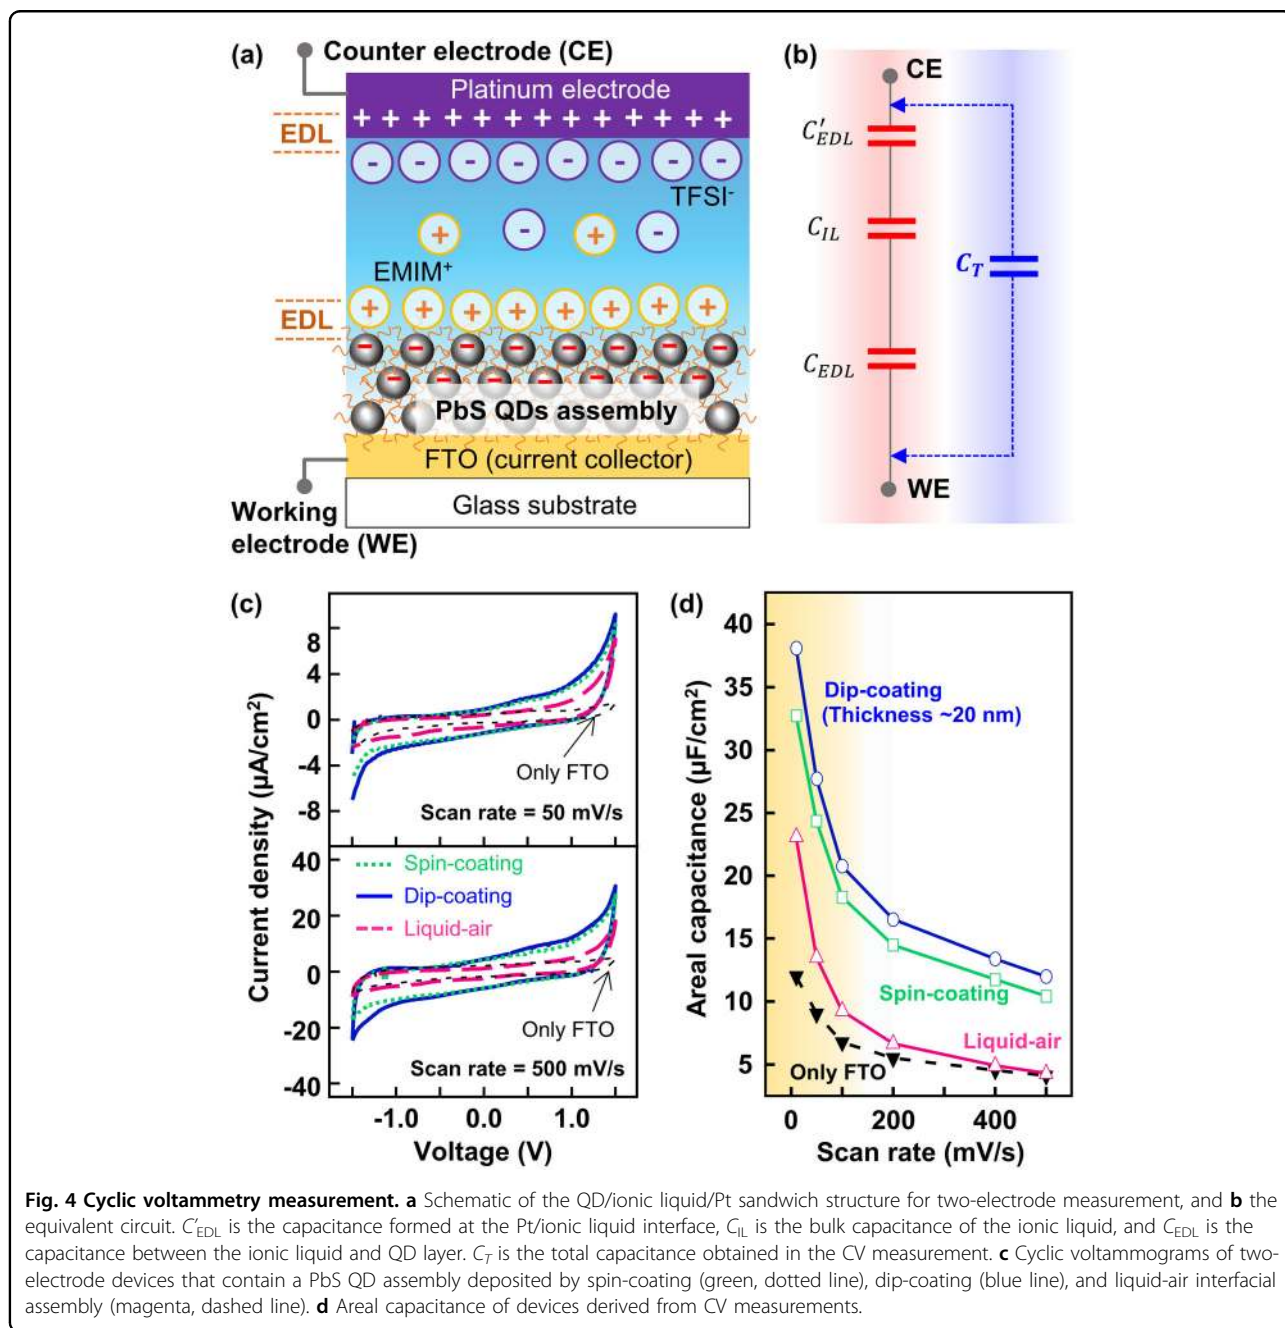 (a)
Counter electrode (CE)
Platinum electrode
+ + + + + + + + + + + +
EDL
- - - - - - - -
TFSI-
+ - + -
EMIM+
EDL
+ + + + + + + +
PbS QDs assembly
FTO (current collector)
Working
electrode (WE)
Glass substrate
(b)
CE
C'EDL
CIL
CT
CEDL
WE
(c)
8
4
0
-4
-8
Only FTO
Scan rate = 50 mV/s
40
20
0
-20
-40
Spin-coating
Dip-coating
Liquid-air
Only FTO
Scan rate = 500 mV/s
Current density (µA/cm2)
-1.0 0.0 1.0
Voltage (V)
(d)
40
35
30
25
20
15
10
5
Areal capacitance (µF/cm2)
Dip-coating
(Thickness ~20 nm)
Spin-coating
Liquid-air
Only FTO
0 200 400
Scan rate (mV/s)
Fig. 4 Cyclic voltammetry measurement. a Schematic of the QD/ionic liquid/Pt sandwich structure for two-electrode measurement, and b the
equivalent circuit. C'EDL is the capacitance formed at the Pt/ionic liquid interface, CIL is the bulk capacitance of the ionic liquid, and CEDL is the
capacitance between the ionic liquid and QD layer. CT is the total capacitance obtained in the CV measurement. c Cyclic voltammograms of two-
electrode devices that contain a PbS QD assembly deposited by spin-coating (green, dotted line), dip-coating (blue line), and liquid-air interfacial
assembly (magenta, dashed line). d Areal capacitance of devices derived from CV measurements.